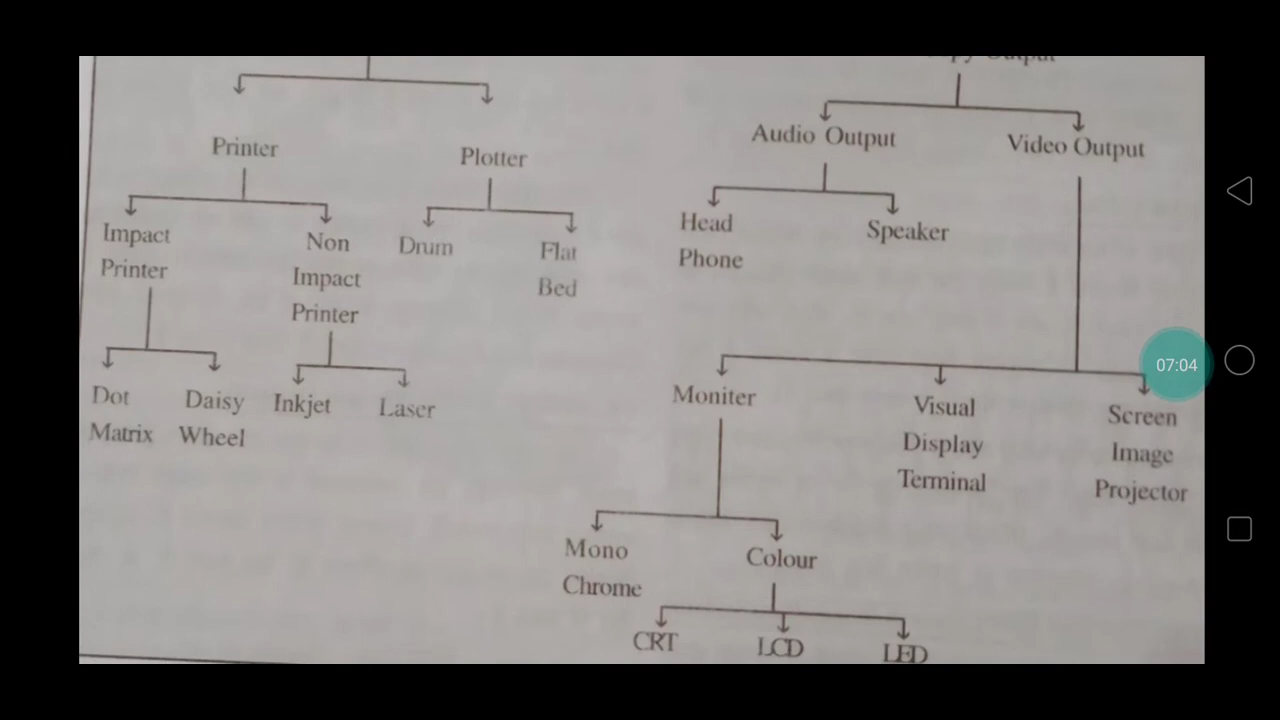 Output
Audio Output
Video Output
Printer
Plotter
Head
Phone
Speaker
Impact
Printer
Non
Impact
Printer
Drum
Flat
Bed
07:04
Moniter
Visual
Display
Terminal
Screen
Image
Projector
Dot
Matrix
Daisy
Wheel
Inkjet
Laser
Mono
Chrome
Colour
CRT
LCD
LED